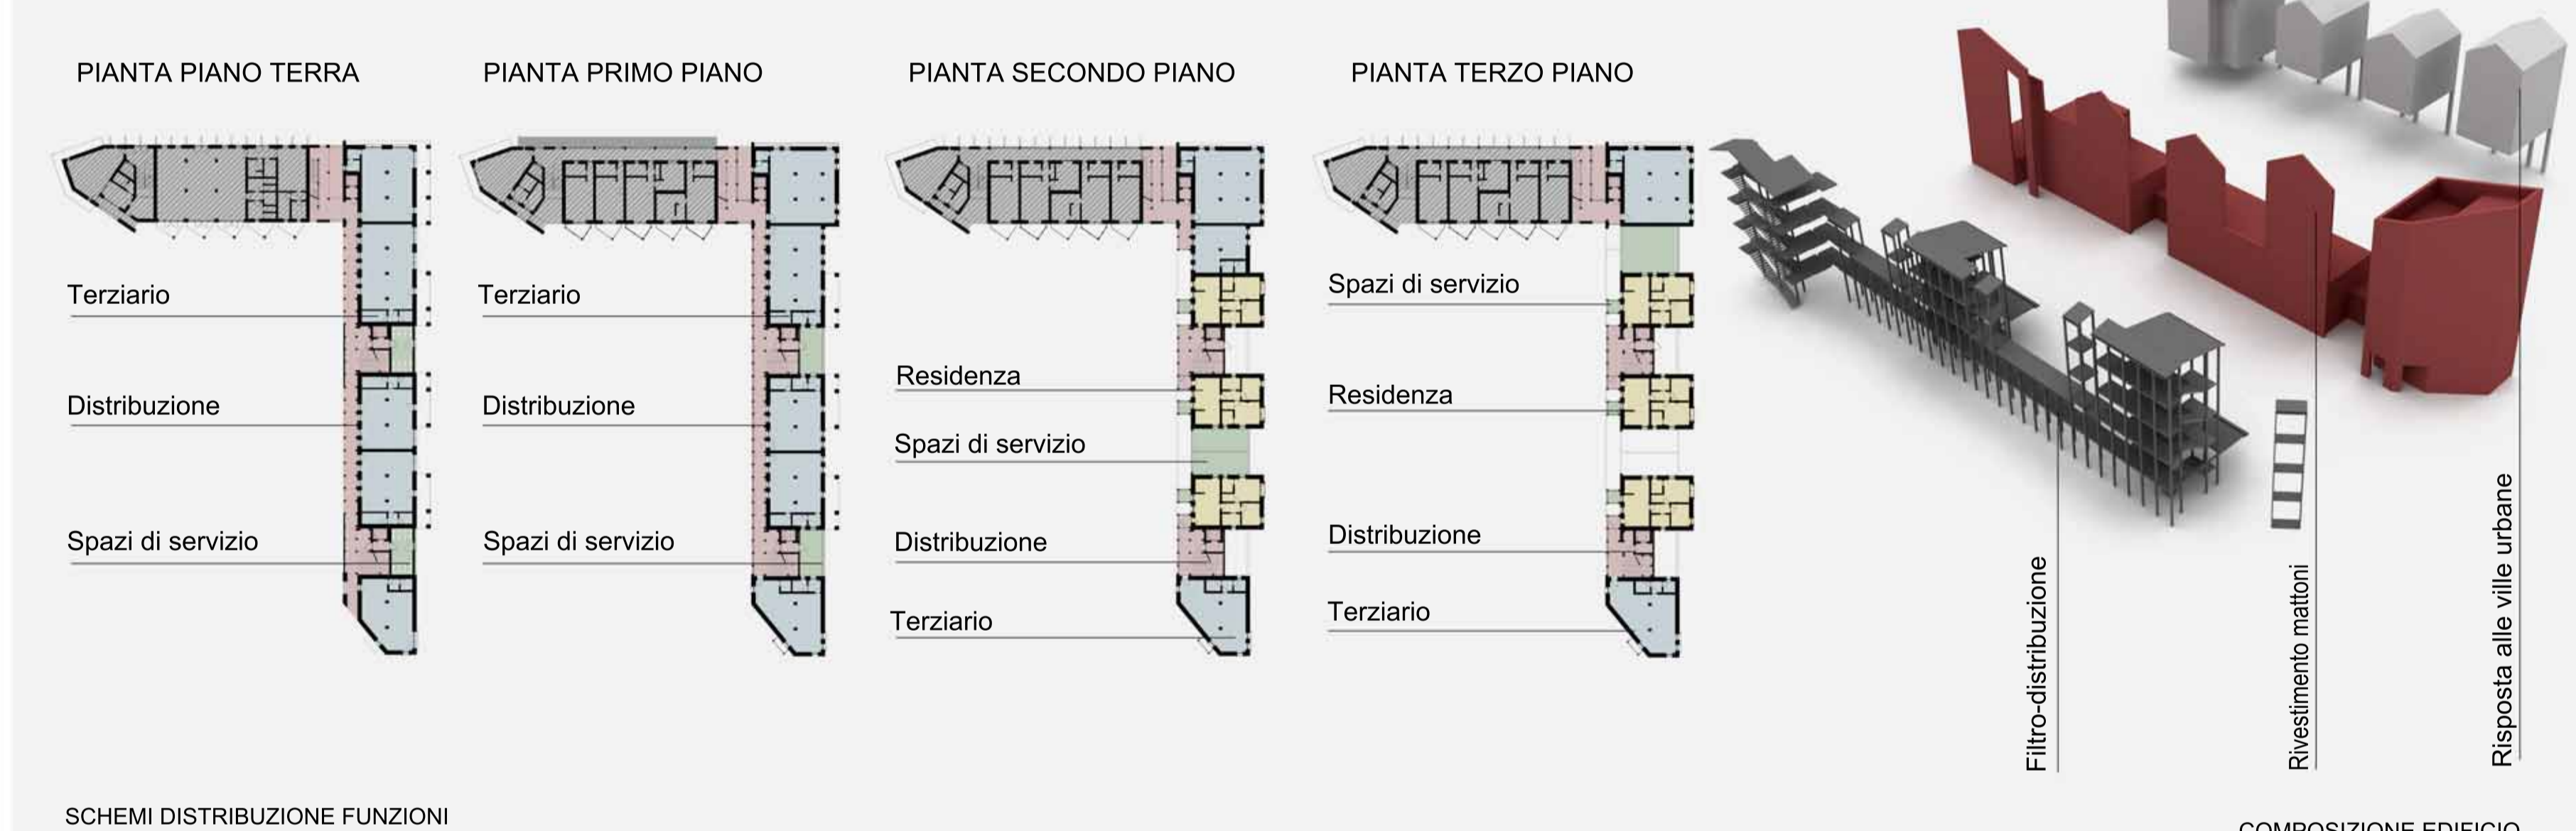 PIANTA PIANO TERRA
Terziario
Distribuzione
Spazi di servizio
PIANTA PRIMO PIANO
Terziario
Distribuzione
Spazi di servizio
PIANTA SECONDO PIANO
Residenza
Spazi di servizio
Distribuzione
Terziario
PIANTA TERZO PIANO
Spazi di servizio
Residenza
Distribuzione
Terziario
Filtro-distribuzione
Rivestimento mattoni
Risposta alle ville urbane
SCHEMI DISTRIBUZIONE FUNZIONI
COMPOSIZIONE EDIFICIO